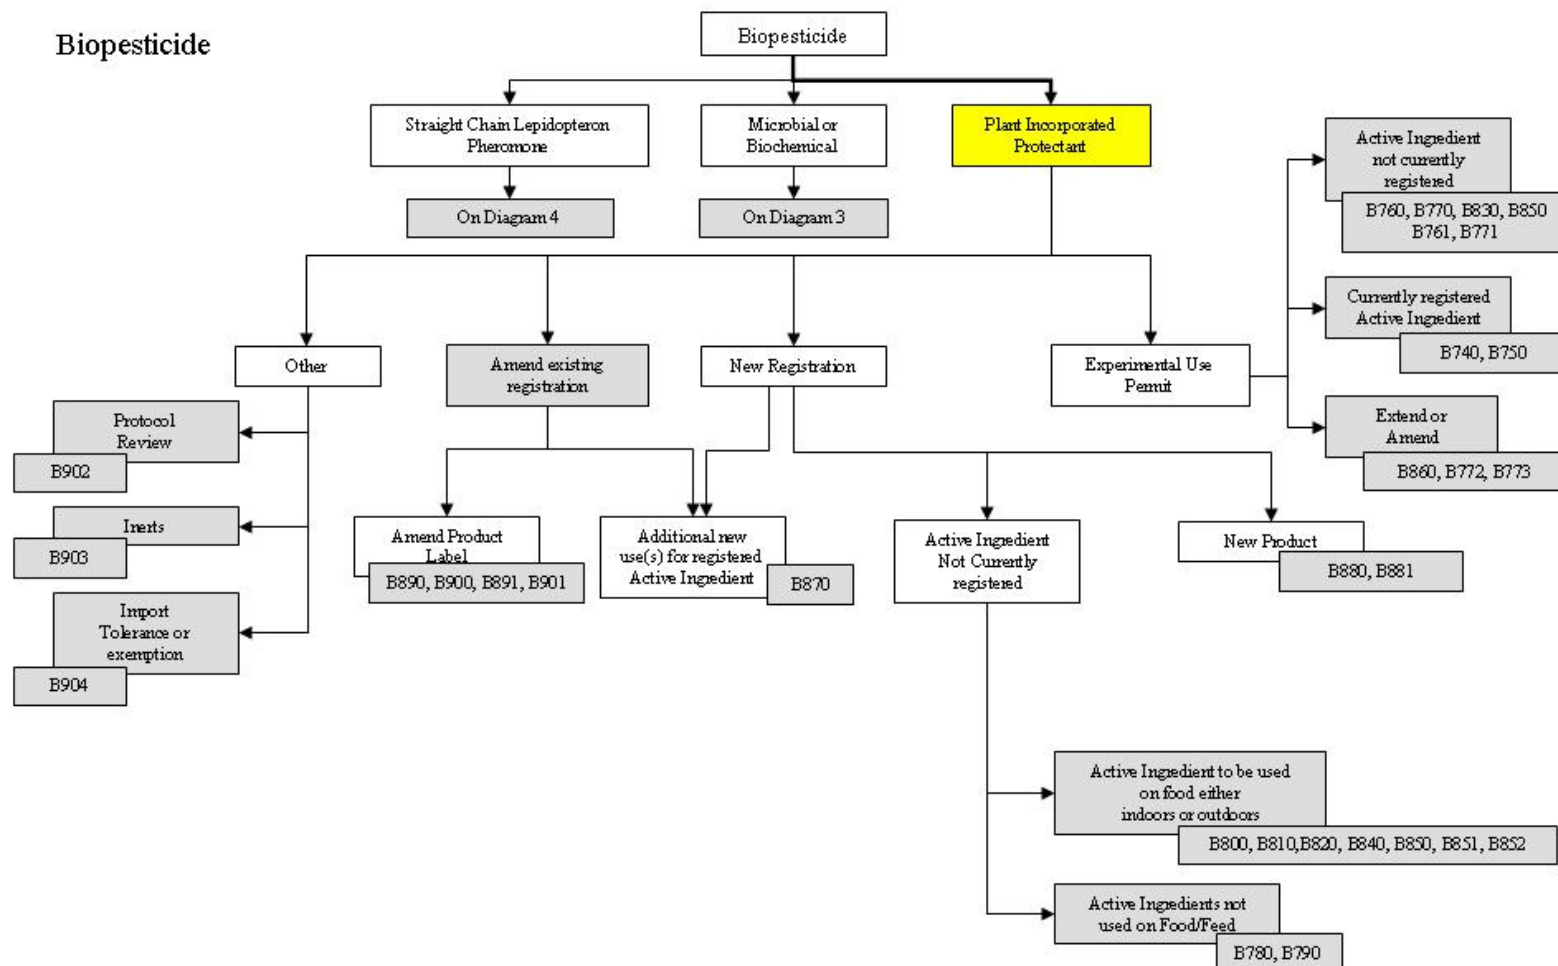 Biopesticide
Biopesticide
Straight Chain Lepidopteron
Pheromone
Microbial or
Biochemical
Plant Incorporated
Protectant
On Diagram 4
On Diagram 3
Active Ingredient
not currently
registered
B760, B770, B830, B850
B761, B771
Currently registered
Active Ingredient
B740, B750
Extend or
Amend
B860, B772, B773
Other
Amend existing
registration
New Registration
Experimental Use
Permit
Protocol
Review
B902
Inerts
B903
Import
Tolerance or
exemption
B904
Amend Product
Label
B890, B900, B891, B901
Additional new
use(s) for registered
Active Ingredient
B870
Active Ingredient
Not Currently
registered
New Product
B880, B881
Active Ingredient to be used
on food either
indoors or outdoors
B800, B810,B820, B840, B850, B851, B852
Active Ingredients not
used on Food/Feed
B780, B790